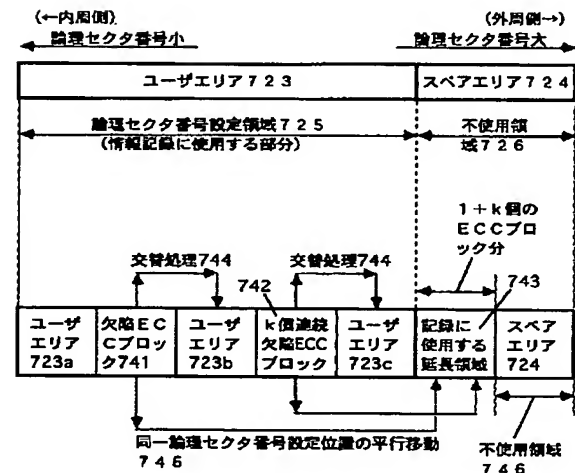 (←内周側)
論理セクタ番号小
(外周側→)
論理セクタ番号大
ユーザエリア723
スペアエリア724
論理セクタ番号設定領域725
(情報記録に使用する部分)
不使用領
域726
1+k個の
ECCブロ
ック分
交替処理744
742
交替処理744
743
ユーザ
エリア
723a
欠陥EC
Cブロッ
ク741
ユーザ
エリア
723b
k個連続
欠陥ECC
ブロック
ユーザ
エリア
723c
記録に
使用する
延長領域
スペア
エリア
724
同一論理セクタ番号設定位置の平行移動
746
不使用領域
746